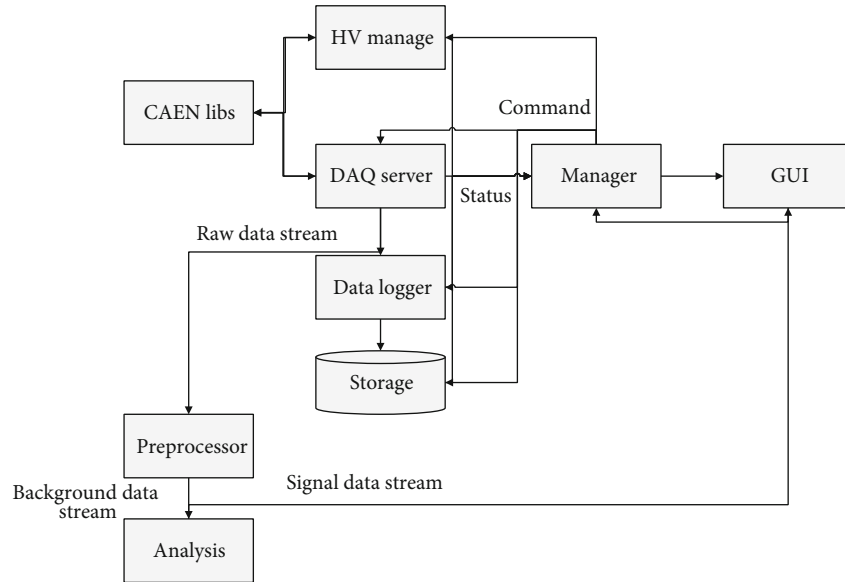 HV manage
Command
CAEN libs
DAQ server
Manager
GUI
Status
Raw data stream
Data logger
Storage
Preprocessor
Background data
stream
Signal data stream
Analysis